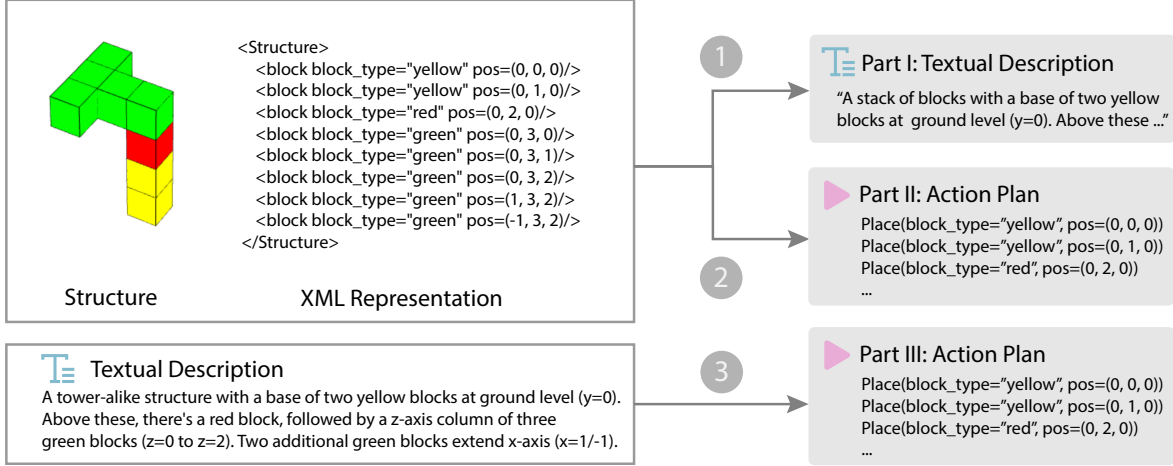 <Structure>
<block block_type="yellow" pos=(0, 0, 0)/>
<block block_type="yellow" pos=(0, 1, 0)/>
<block block_type="red" pos=(0, 2, 0)/>
<block block_type="green" pos=(0, 3, 0)/>
<block block_type="green" pos=(0, 3, 1)/>
<block block_type="green" pos=(0, 3, 2)/>
<block block_type="green" pos=(1, 3, 2)/>
<block block_type="green" pos=(-1, 3, 2)/>
</Structure>
Structure
XML Representation
1
Part I: Textual Description
“A stack of blocks with a base of two yellow
blocks at ground level (y=0). Above these ...”
2
Part II: Action Plan
Place(block_type=”yellow”, pos=(0, 0, 0))
Place(block_type=”yellow”, pos=(0, 1, 0))
Place(block_type=”red”, pos=(0, 2, 0))
...
Textual Description
A tower-alike structure with a base of two yellow blocks at ground level (y=0).
Above these, there's a red block, followed by a z-axis column of three
green blocks (z=0 to z=2). Two additional green blocks extend x-axis (x=1/-1).
3
Part III: Action Plan
Place(block_type=”yellow”, pos=(0, 0, 0))
Place(block_type=”yellow”, pos=(0, 1, 0))
Place(block_type=”red”, pos=(0, 2, 0))
...